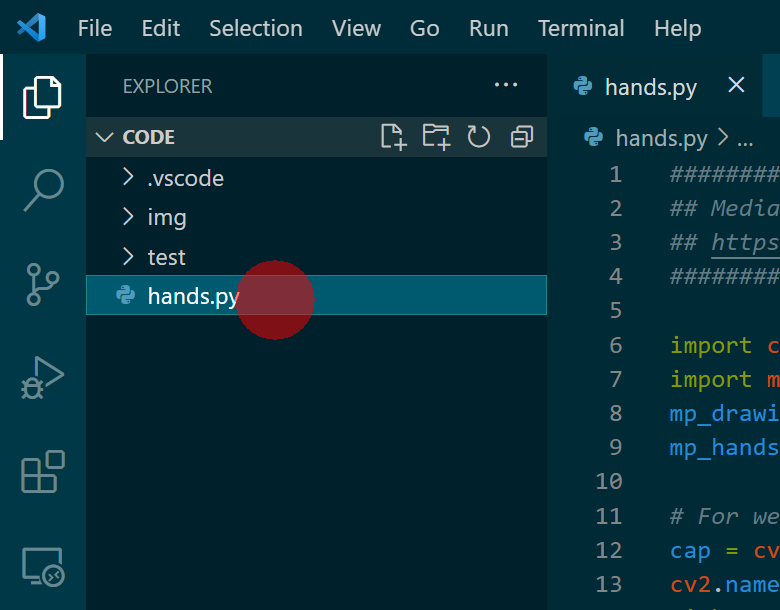 File Edit Selection View Go Run Terminal Help
EXPLORER ...
CODE
.vscode
img
test
hands.py
hands.py
hands.py > ...
1 #########
2 ## Media
3 ## https
4 #########
5
6 import c
7 import m
8 mp_drawi
9 mp_hands
10
11 # For we
12 cap = cv
13 cv2.name